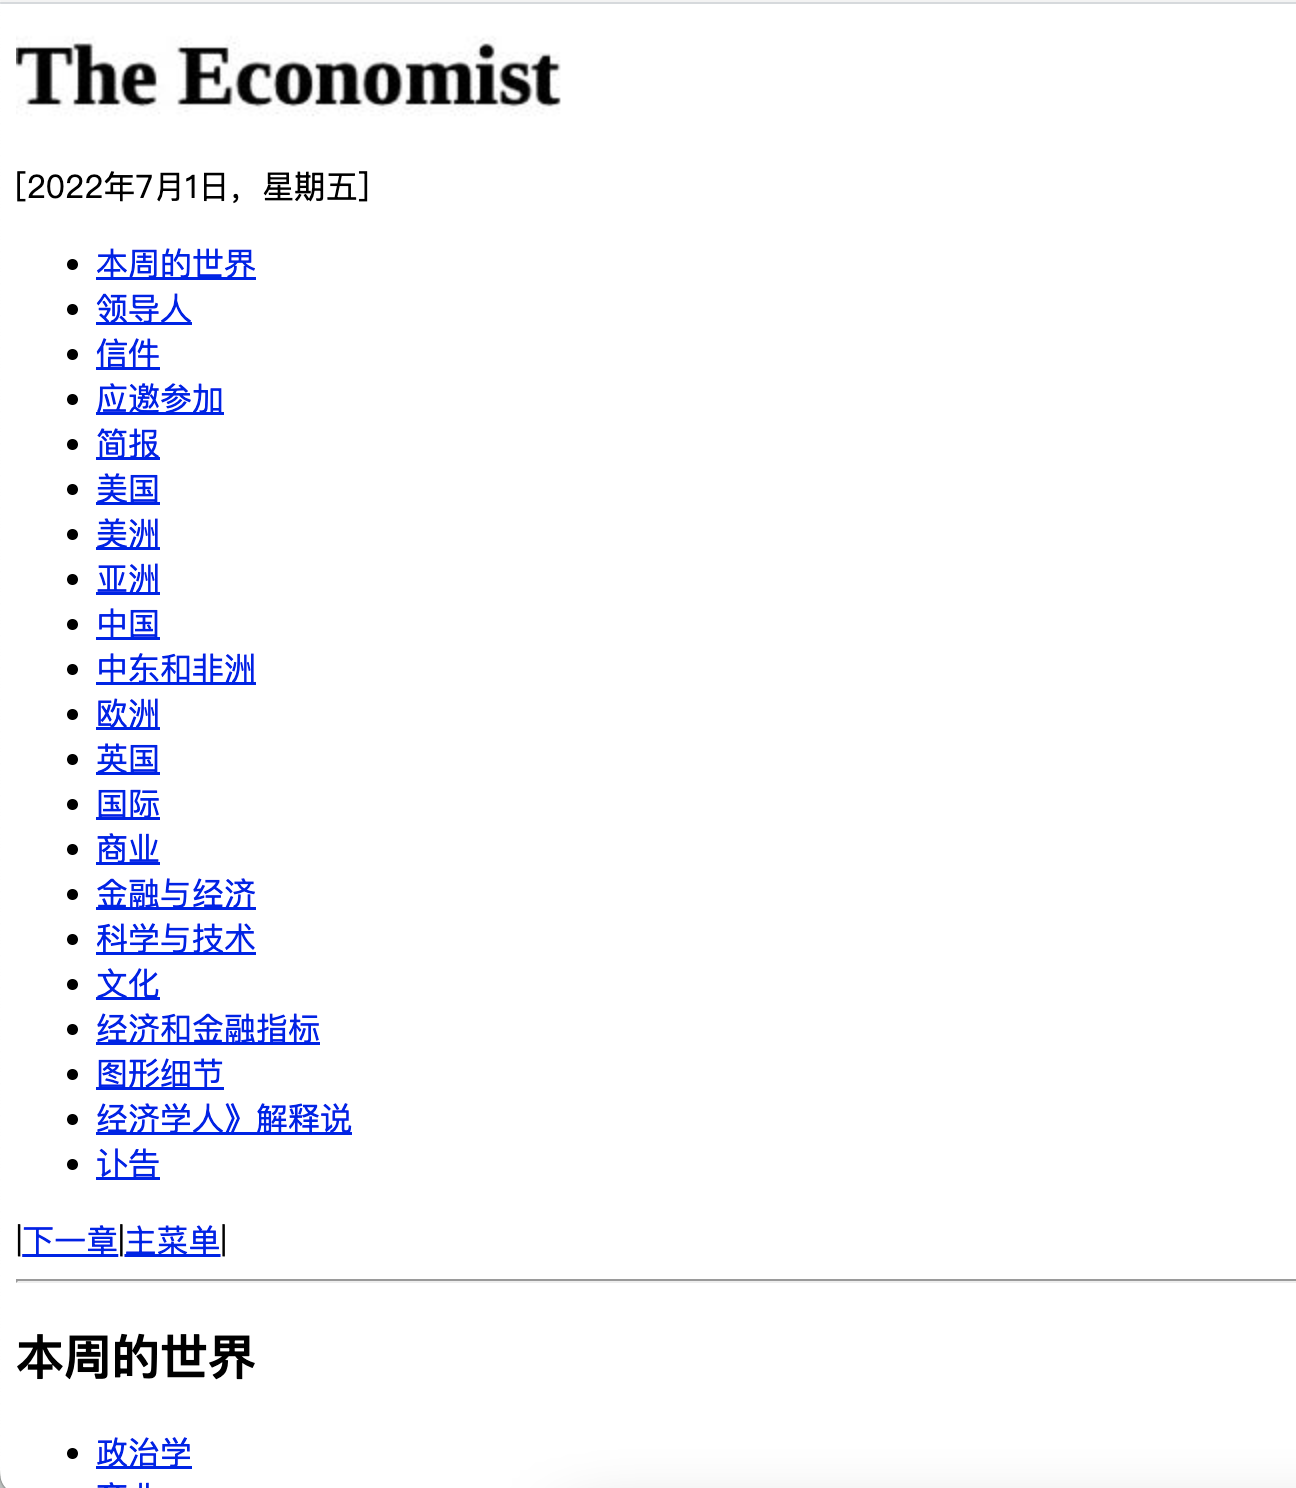 The Economist
[2022年7月1日，星期五]
本周的世界
领导人
信件
应邀参加
简报
美国
美洲
亚洲
中国
中东和非洲
欧洲
英国
国际
商业
金融与经济
科学与技术
文化
经济和金融指标
图形细节
经济学人》解释说
讣告
|下一章|主菜单|
本周的世界
政治学